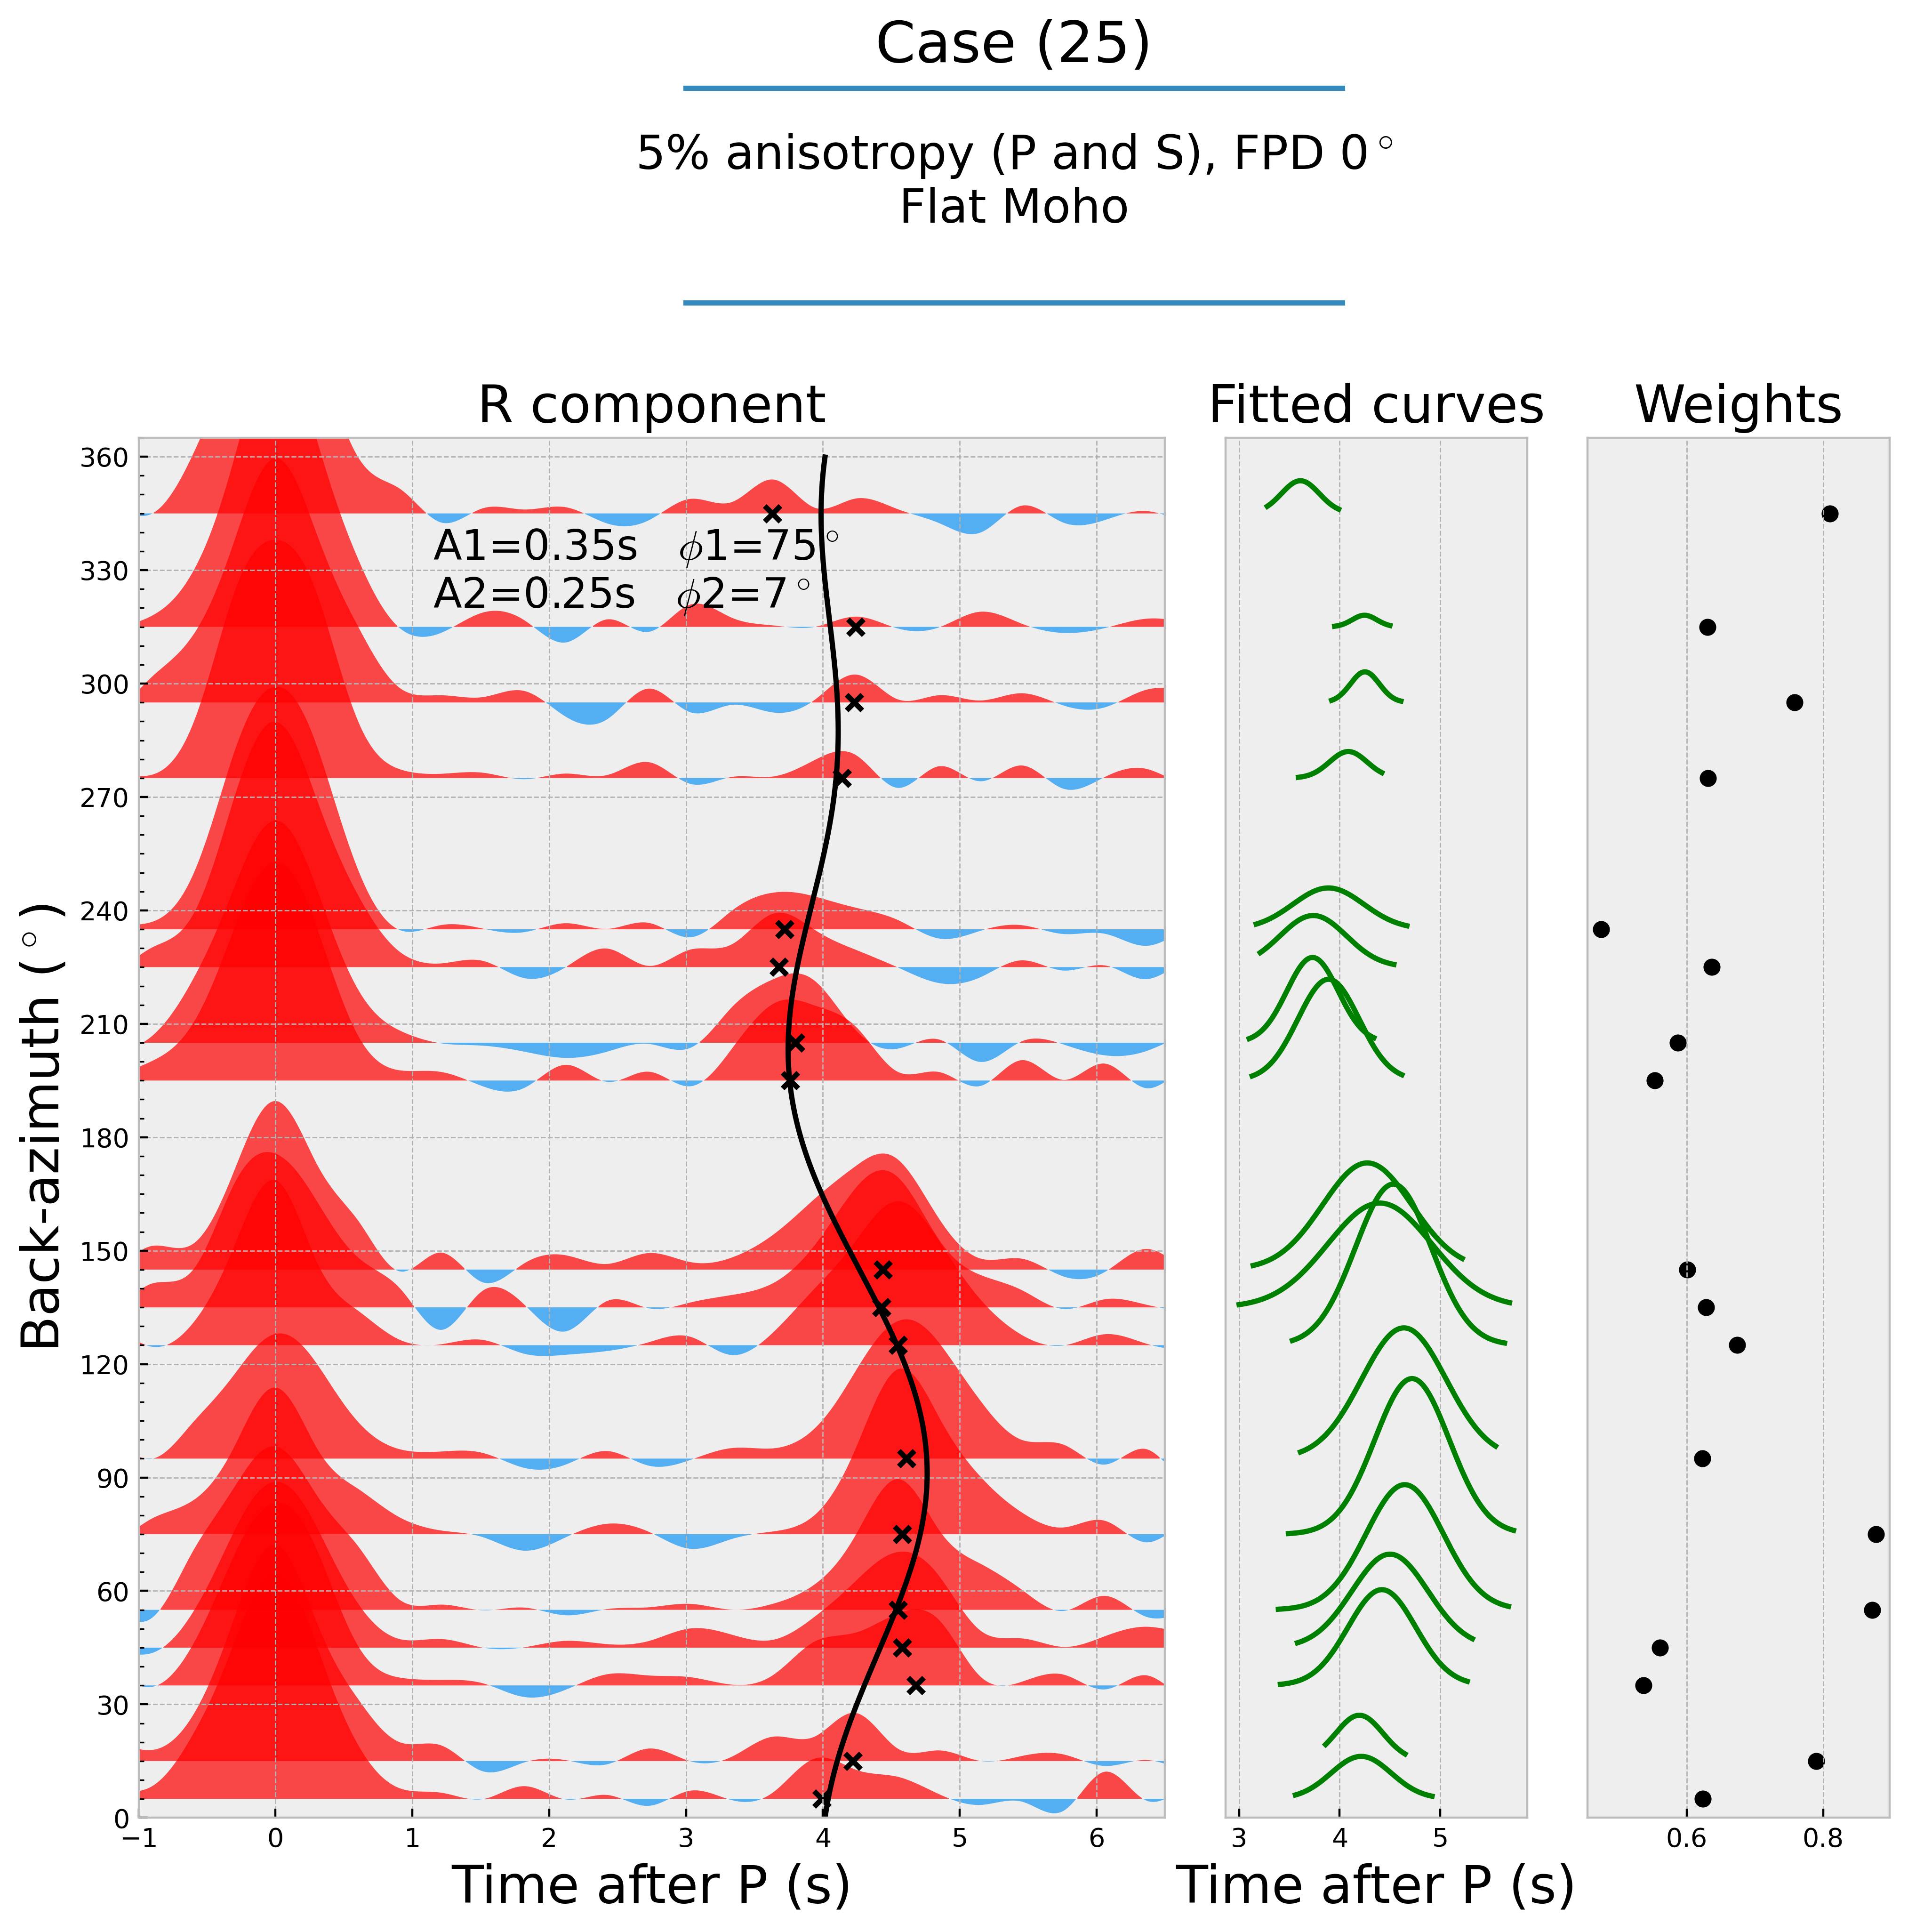 Case (25)
5% anisotropy (P and S), FPD 0°
Flat Moho
R component
Fitted curves
Weights
A1=0.35s ϕ1=75°
A2=0.25s ϕ2=7°
Back-azimuth (°)
360
330
300
270
240
210
180
150
120
90
60
30
0
−1 0 1 2 3 4 5 6
3 4 5
0.6 0.8
Time after P (s)
Time after P (s)